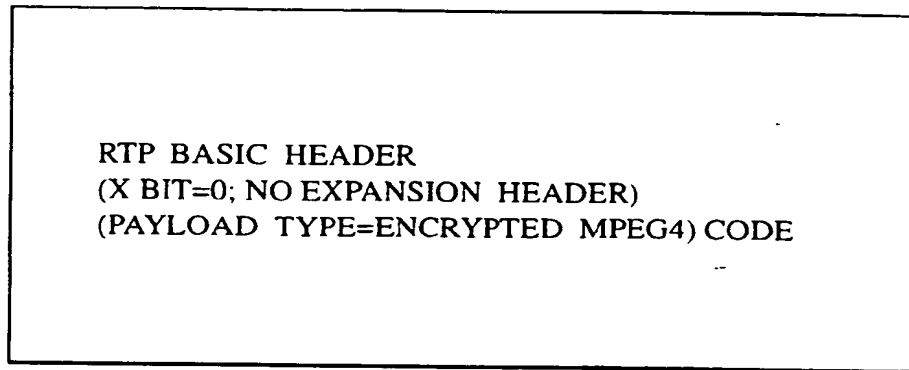 RTP BASIC HEADER
(X BIT=0; NO EXPANSION HEADER)
(PAYLOAD TYPE=ENCRYPTED MPEG4) CODE